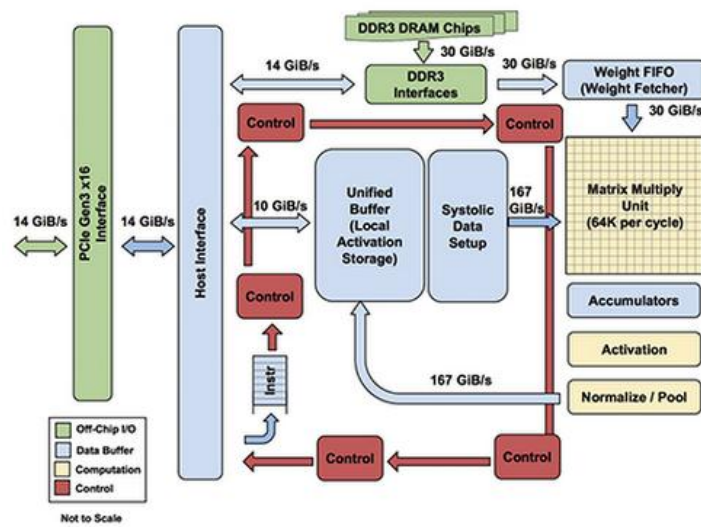 DDR3 DRAM Chips
30 GiB/s
14 GiB/s
DDR3
Interfaces
30 GiB/s
Weight FIFO
(Weight Fetcher)
30 GiB/s
Control
Control
PCIe Gen3 x16
Interface
Host Interface
14 GiB/s
14 GiB/s
10 GiB/s
Unified
Buffer
(Local
Activation
Storage)
Systolic
Data
Setup
167
GiB/s
Matrix Multiply
Unit
(64K per cycle)
Control
Accumulators
Activation
Instr
167 GiB/s
Normalize / Pool
Off-Chip I/O
Data Buffer
Computation
Control
Control
Control
Not to Scale